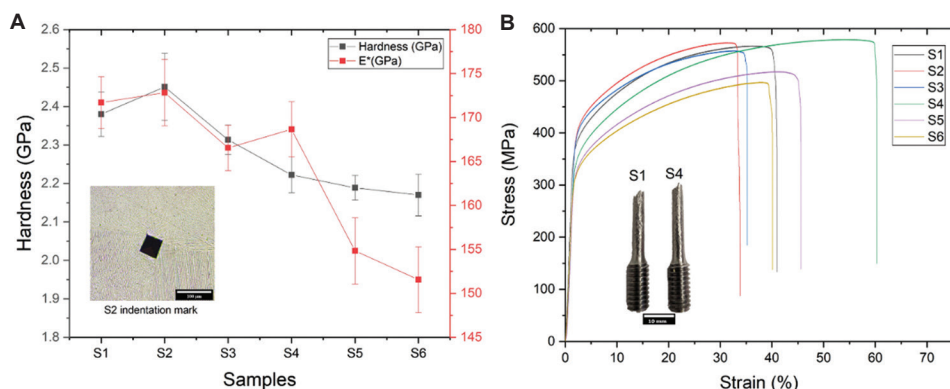 A
2.6
2.5
2.4
2.3
2.2
2.1
2.0
1.9
1.8
Hardness (GPa)
Hardness (GPa)
E*(GPa)
180
175
170
165
160
155
150
145
S2 indentation mark
S1 S2 S3 S4 S5 S6
Samples
B
600
500
400
300
200
100
0
Stress (MPa)
S1
S2
S3
S4
S5
S6
S1 S4
10 mm
0 10 20 30 40 50 60 70
Strain (%)